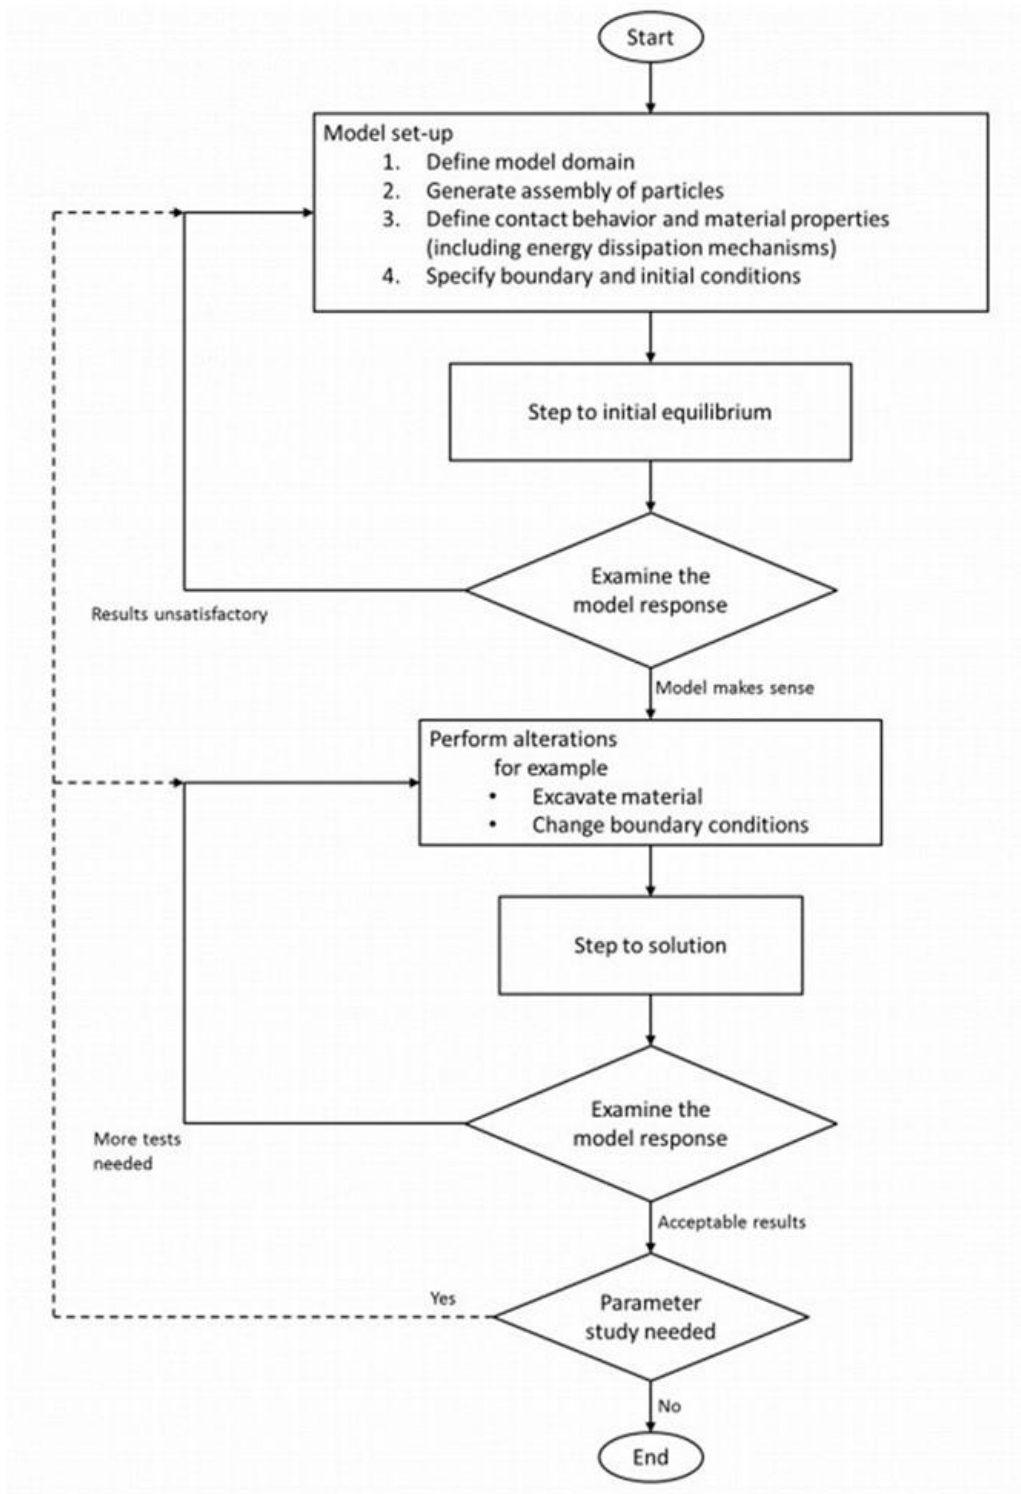 Start
Model set-up
1. Define model domain
2. Generate assembly of particles
3. Define contact behavior and material properties
(including energy dissipation mechanisms)
4. Specify boundary and initial conditions
Step to initial equilibrium
Examine the
model response
Results unsatisfactory
Model makes sense
Perform alterations
for example
• Excavate material
• Change boundary conditions
Step to solution
Examine the
model response
More tests
needed
Acceptable results
Yes
Parameter
study needed
No
End